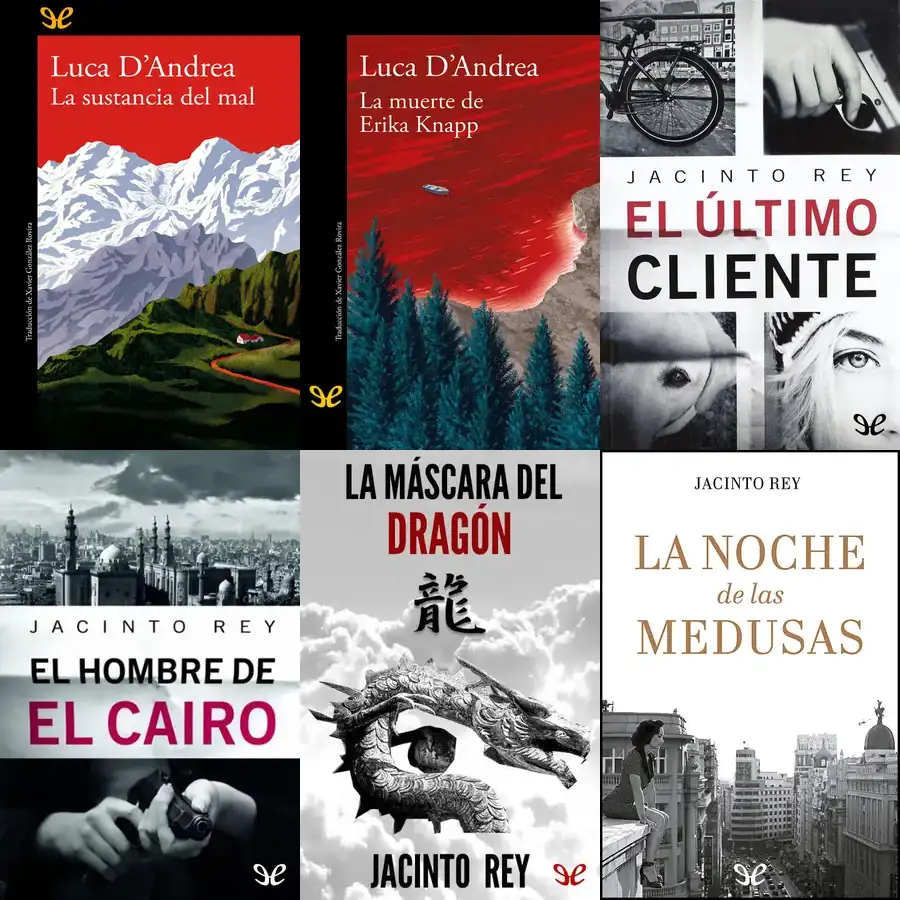 Luca D'Andrea
La sustancia del mal
Traducción de Xavier González Rovira
Luca D'Andrea
La muerte de
Erika Knapp
Traducción de Xavier González Rovira
JACINTO REY
EL ÚLTIMO
CLIENTE
JACINTO REY
EL HOMBRE DE
EL CAIRO
LA MÁSCARA DEL
DRAGÓN
龍
JACINTO REY
JACINTO REY
LA NOCHE
de las
MEDUSAS